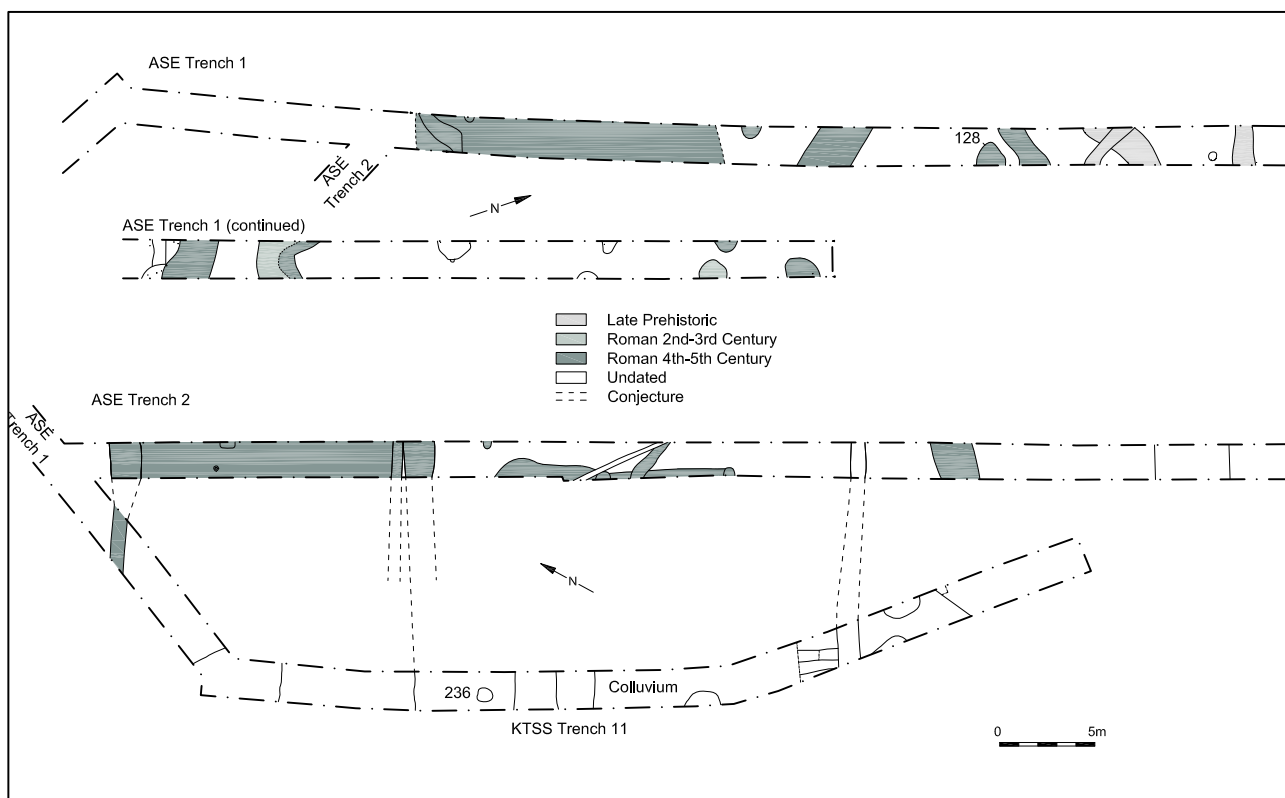 ASE Trench 1
128
ASE
Trench 2
N
ASE Trench 1 (continued)
Late Prehistoric
Roman 2nd-3rd Century
Roman 4th-5th Century
Undated
Conjecture
ASE Trench 2
ASE
Trench 1
N
236
Colluvium
KTSS Trench 11
0 5m